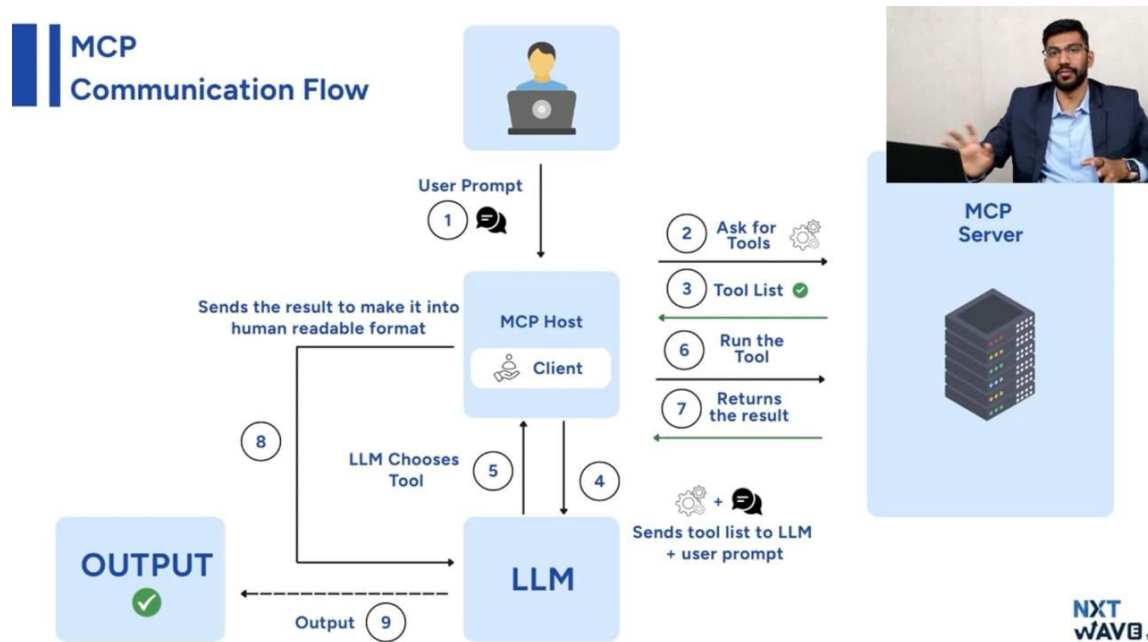 MCP
Communication Flow
User Prompt
1
2
Ask for
Tools
3
Tool List
MCP
Server
Sends the result to make it into
human readable format
MCP Host
Client
6
Run the
Tool
7
Returns
the result
8
LLM Chooses
Tool
5
4
+
Sends tool list to LLM
+ user prompt
OUTPUT
LLM
Output
9
NXT
WAVE